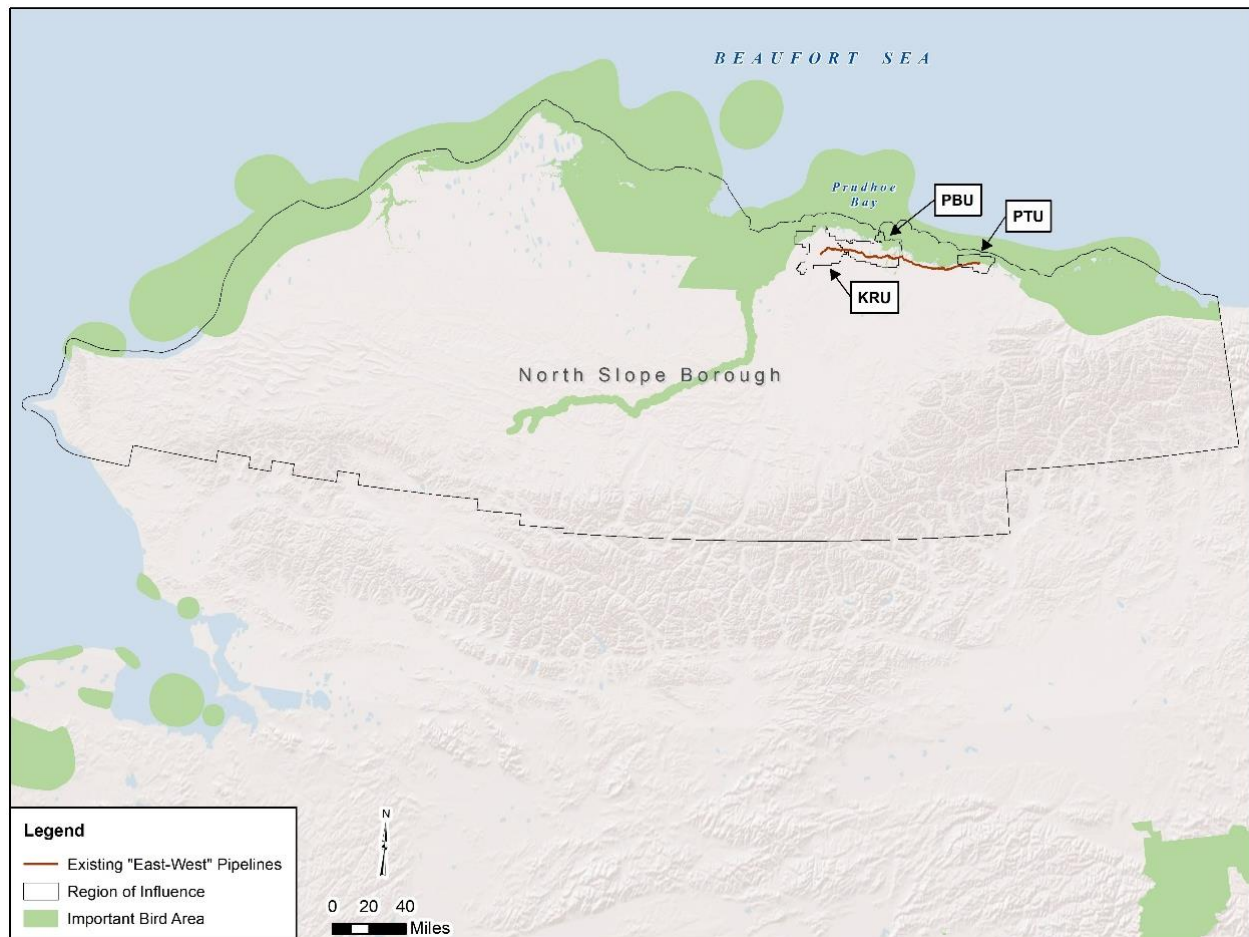 BEAUFORT SEA
Prudhoe
Bay
PBU
PTU
KRU
North Slope Borough
Legend
Existing "East-West" Pipelines
Region of Influence
Important Bird Area
N
0 20 40
Miles